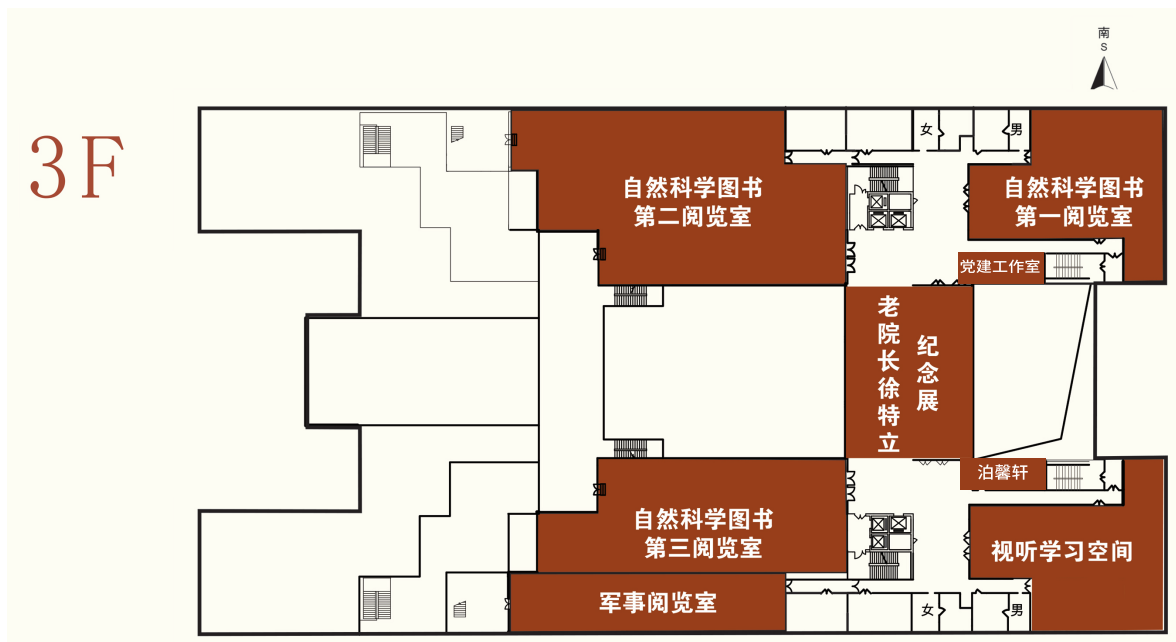 南
S
3F
女
男
自然科学图书
第二阅览室
自然科学图书
第一阅览室
党建工作室
老院长徐特立
纪念展
泊馨轩
自然科学图书
第三阅览室
视听学习空间
军事阅览室
女
男